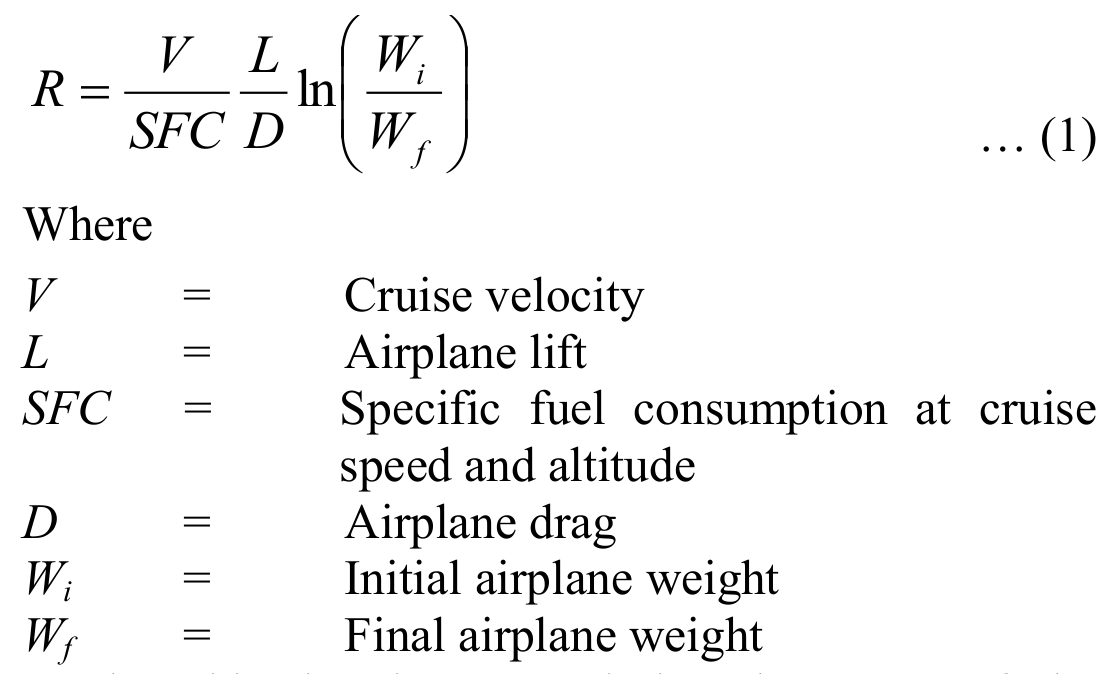 R = \frac{V}{SFC} \frac{L}{D} \ln\left(\frac{W_i}{W_f}\right) … (1)
Where
V = Cruise velocity
L = Airplane lift
SFC = Specific fuel consumption at cruise
speed and altitude
D = Airplane drag
W_i = Initial airplane weight
W_f = Final airplane weight